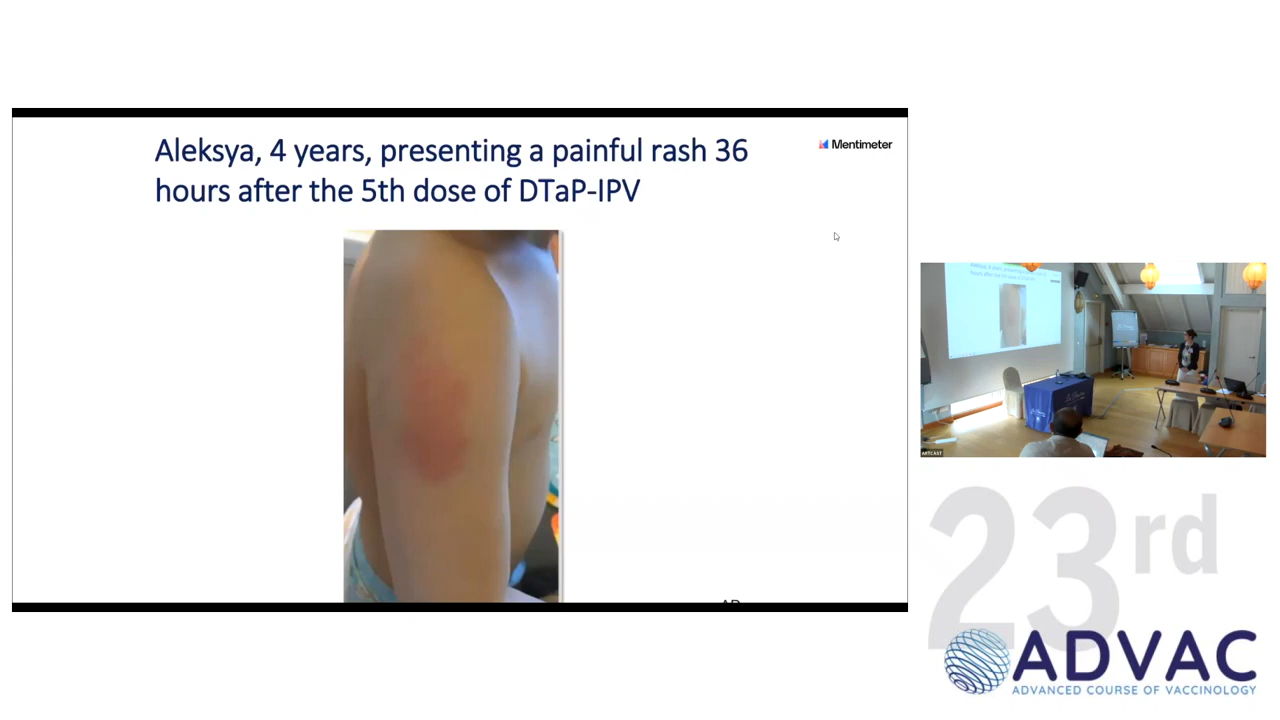 Aleksya, 4 years, presenting a painful rash 36
hours after the 5th dose of DTaP-IPV
Mentimeter
ARTCAST
23rd
ADVAC
ADVANCED COURSE OF VACCINOLOGY